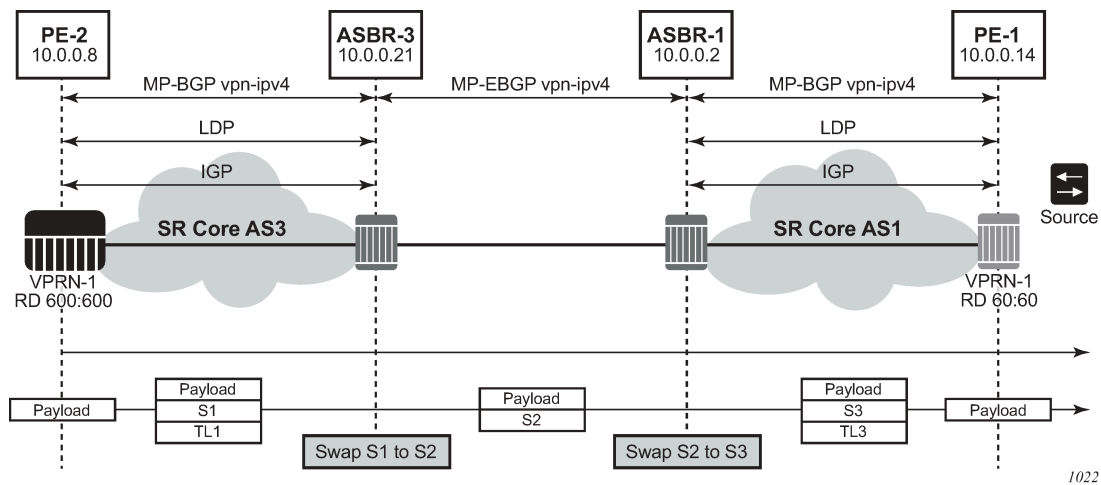 PE-2
10.0.0.8
ASBR-3
10.0.0.21
ASBR-1
10.0.0.2
PE-1
10.0.0.14
MP-BGP vpn-ipv4
MP-EBGP vpn-ipv4
MP-BGP vpn-ipv4
LDP
LDP
IGP
IGP
Source
SR Core AS3
SR Core AS1
VPRN-1
RD 600:600
VPRN-1
RD 60:60
Payload
Payload
S1
TL1
Payload
S2
Payload
S3
TL3
Payload
Swap S1 to S2
Swap S2 to S3
1022